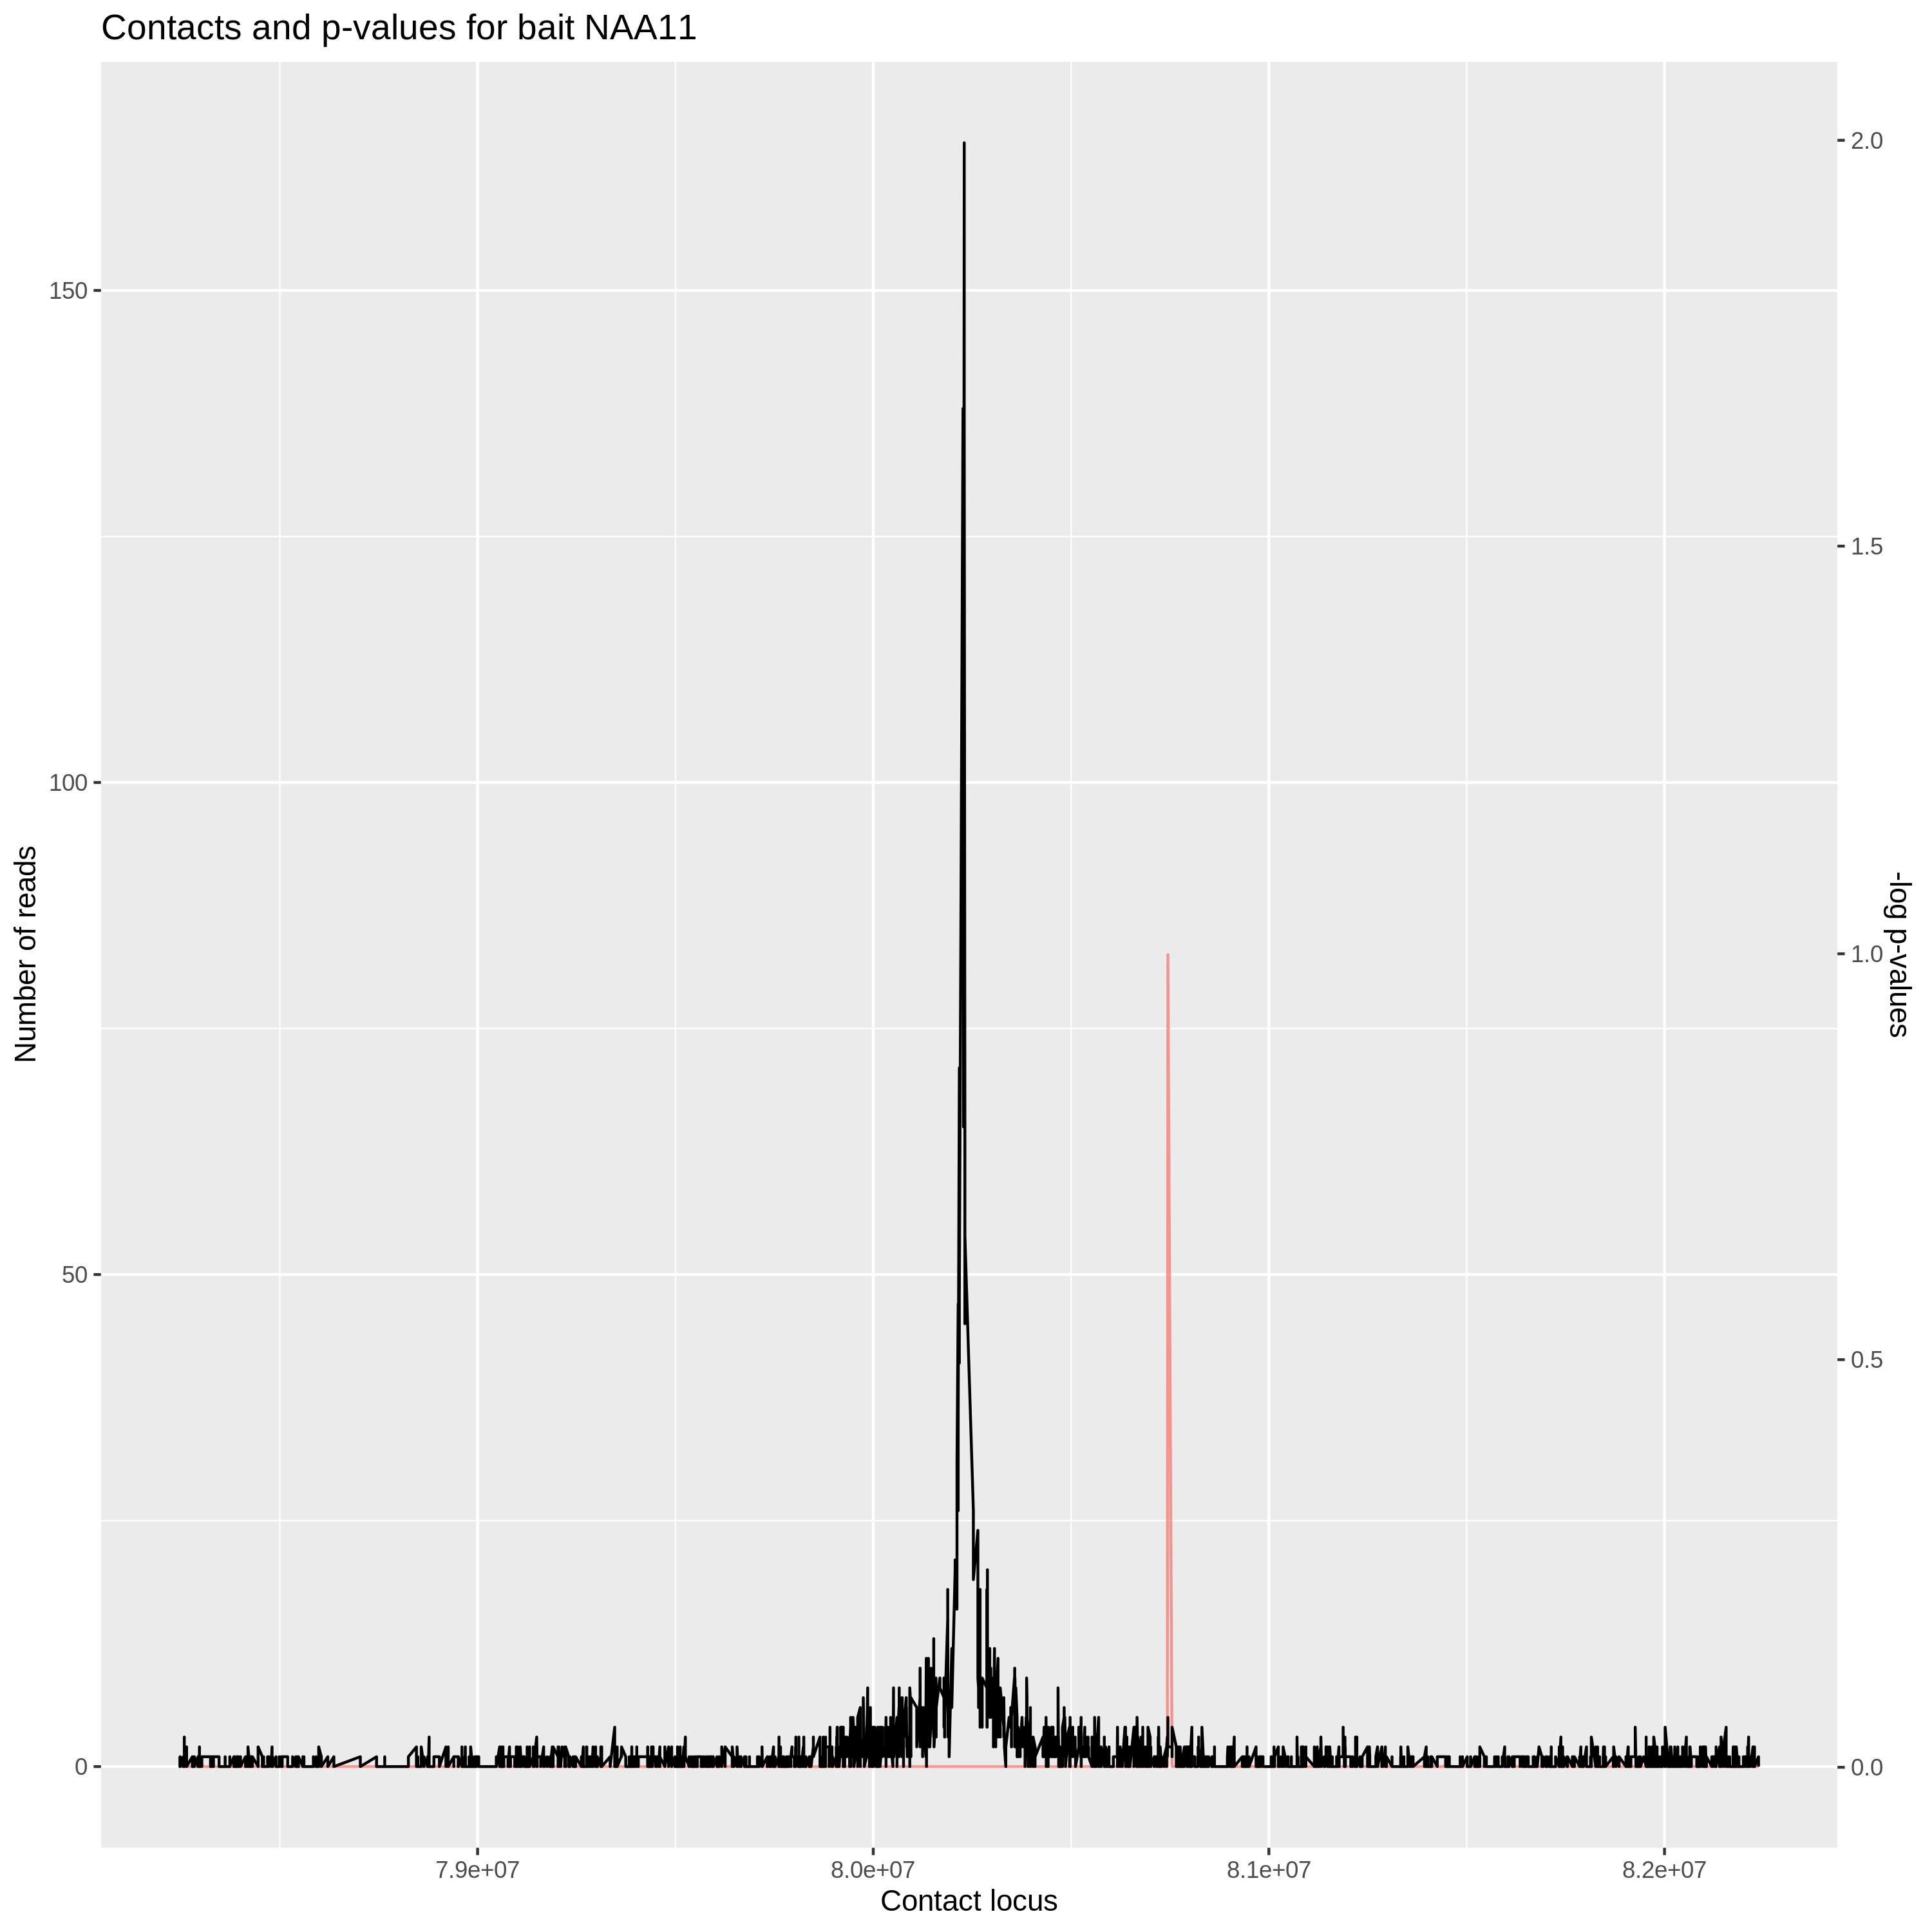 Contacts and p-values for bait NAA11
Number of reads
150
100
50
0
2.0
1.5
1.0
0.5
0.0
-log p-values
7.9e+07
8.0e+07
8.1e+07
8.2e+07
Contact locus